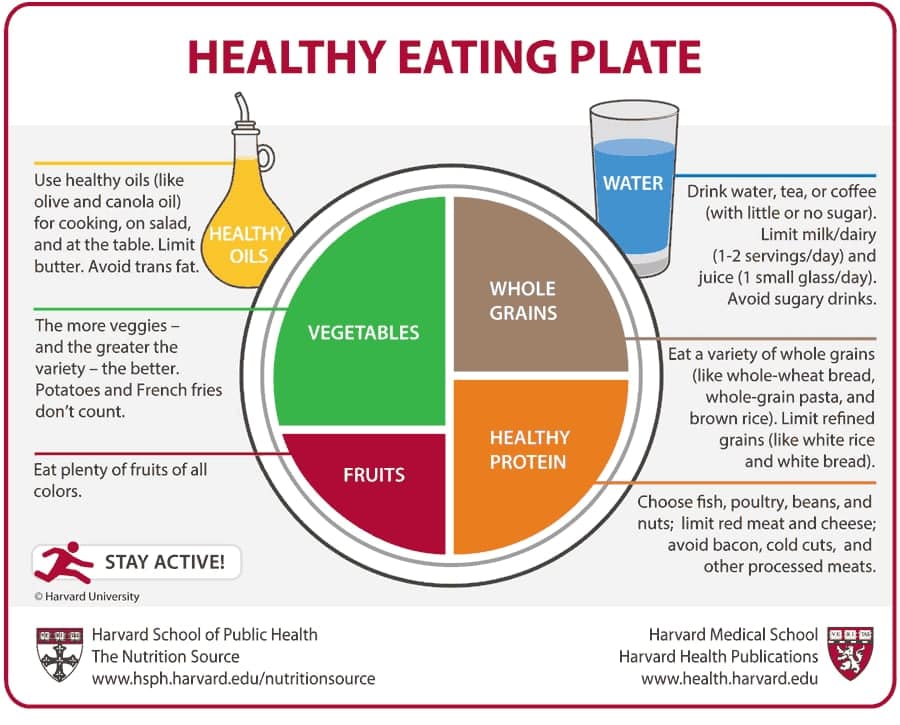 HEALTHY EATING PLATE
Use healthy oils (like
olive and canola oil)
for cooking, on salad,
and at the table. Limit
butter. Avoid trans fat.
HEALTHY
OILS
The more veggies –
and the greater the
variety – the better.
Potatoes and French fries
don't count.
Eat plenty of fruits of all
colors.
VEGETABLES
FRUITS
WHOLE
GRAINS
HEALTHY
PROTEIN
WATER
Drink water, tea, or coffee
(with little or no sugar).
Limit milk/dairy
(1-2 servings/day) and
juice (1 small glass/day).
Avoid sugary drinks.
Eat a variety of whole grains
(like whole-wheat bread,
whole-grain pasta, and
brown rice). Limit refined
grains (like white rice
and white bread).
Choose fish, poultry, beans, and
nuts; limit red meat and cheese;
avoid bacon, cold cuts, and
other processed meats.
STAY ACTIVE!
© Harvard University
Harvard School of Public Health
The Nutrition Source
www.hsph.harvard.edu/nutritionsource
Harvard Medical School
Harvard Health Publications
www.health.harvard.edu